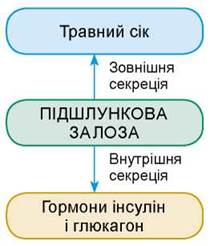 Травний сік
Зовнішня
секреція
ПІДШЛУНКОВА
ЗАЛОЗА
Внутрішня
секреція
Гормони інсулін
і глюкагон